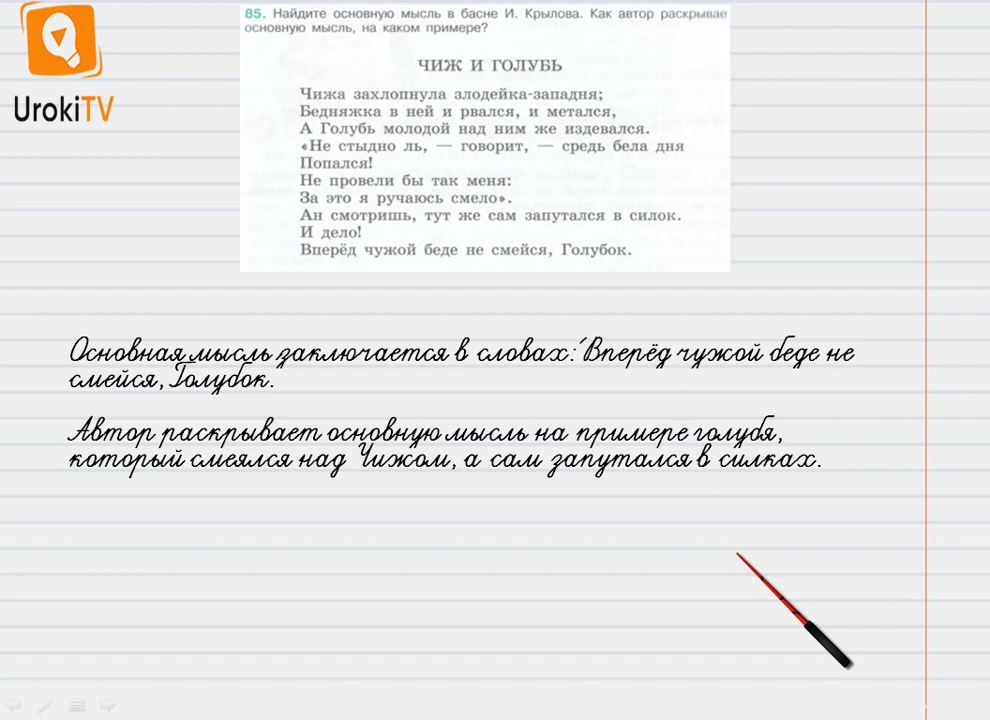 UrokiTV
85. Найдите основную мысль в басне И. Крылова. Как автор раскрывае
основную мысль, на каком примере?
ЧИЖ И ГОЛУБЬ
Чижа захлопнула злодейка-западня;
Бедняжка в ней и рвался, и метался,
А Голубь молодой над ним же издевался.
«Не стыдно ль, — говорит, — средь бела дня
Попался!
Не провели бы так меня:
За это я ручаюсь смело».
Ан смотришь, тут же сам запутался в силок.
И дело!
Вперёд чужой беде не смейся, Голубок.
Основная мысль заключается в словах:"Вперёд чужой беде не
смейся, Голубок.
Автор раскрывает основную мысль на примере голубя,
который смеялся над Чижом, а сам запутался в силках.